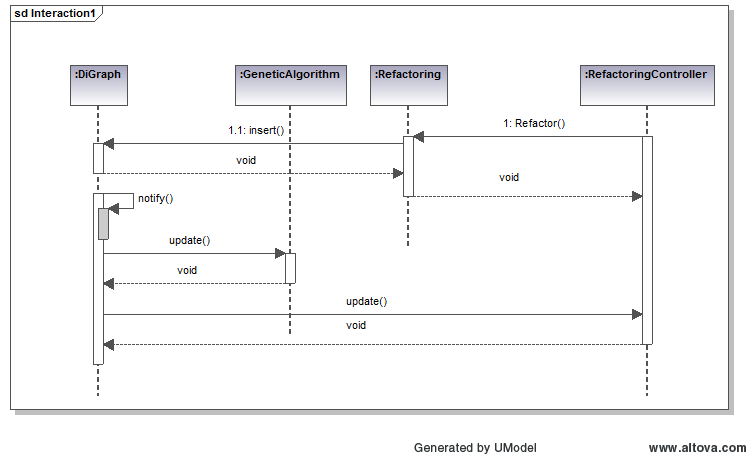 sd Interaction1
:DiGraph
:GeneticAlgorithm
:Refactoring
:RefactoringController
1: Refactor()
1.1: insert()
void
void
notify()
update()
void
update()
void
Generated by UModel
www.altova.com